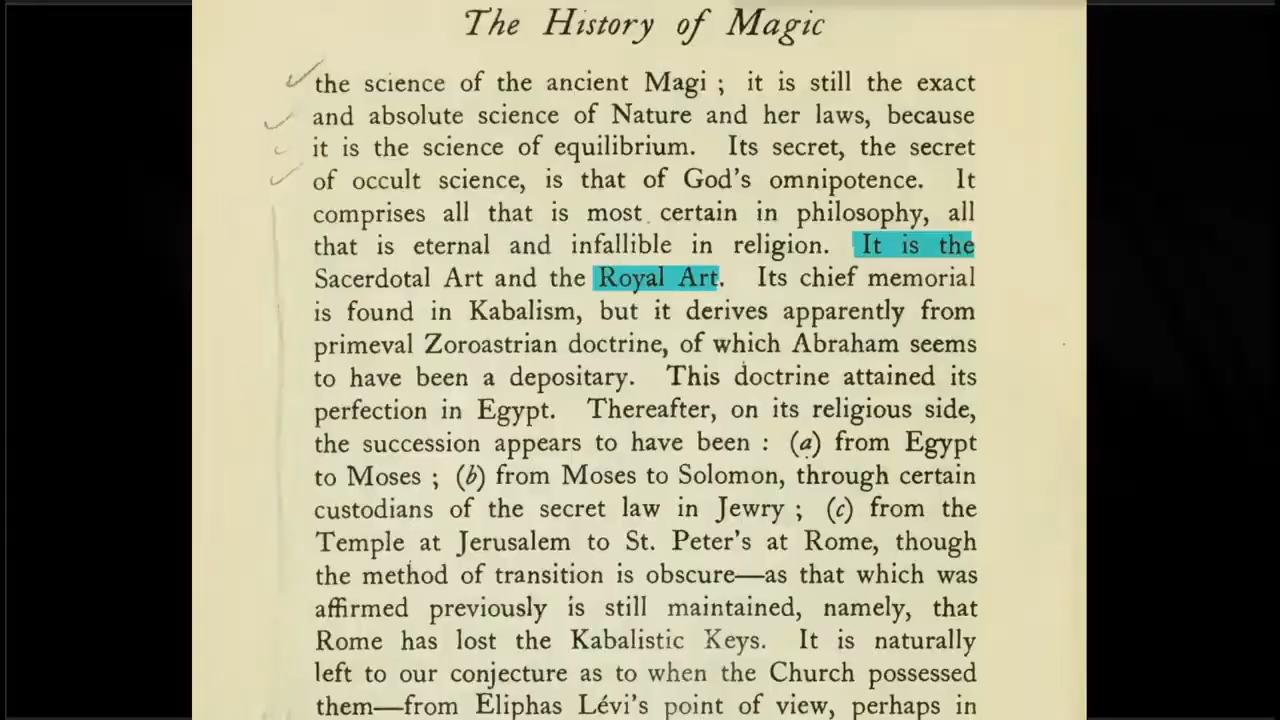 The History of Magic
the science of the ancient Magi ; it is still the exact
and absolute science of Nature and her laws, because
it is the science of equilibrium. Its secret, the secret
of occult science, is that of God's omnipotence. It
comprises all that is most certain in philosophy, all
that is eternal and infallible in religion. It is the
Sacerdotal Art and the Royal Art. Its chief memorial
is found in Kabalism, but it derives apparently from
primeval Zoroastrian doctrine, of which Abraham seems
to have been a depositary. This doctrine attained its
perfection in Egypt. Thereafter, on its religious side,
the succession appears to have been : (a) from Egypt
to Moses ; (b) from Moses to Solomon, through certain
custodians of the secret law in Jewry ; (c) from the
Temple at Jerusalem to St. Peter's at Rome, though
the method of transition is obscure—as that which was
affirmed previously is still maintained, namely, that
Rome has lost the Kabalistic Keys. It is naturally
left to our conjecture as to when the Church possessed
them—from Eliphas Lévi's point of view, perhaps in